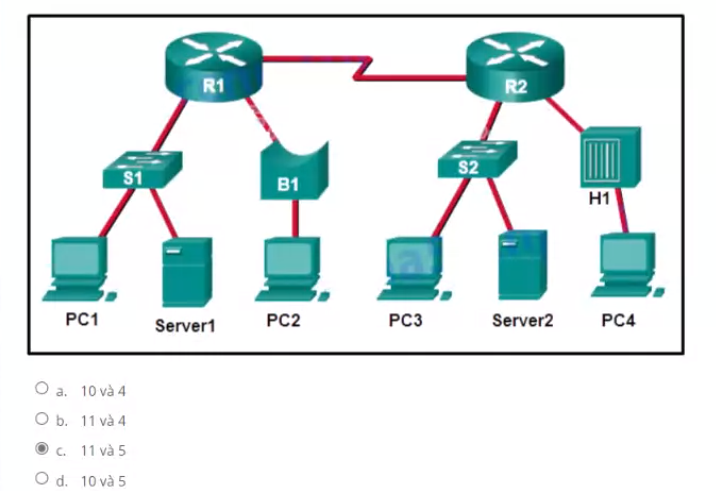 R1
R2
S1
B1
S2
H1
PC1
Server1
PC2
PC3
Server2
PC4
a. 10 và 4
b. 11 và 4
c. 11 và 5
d. 10 và 5